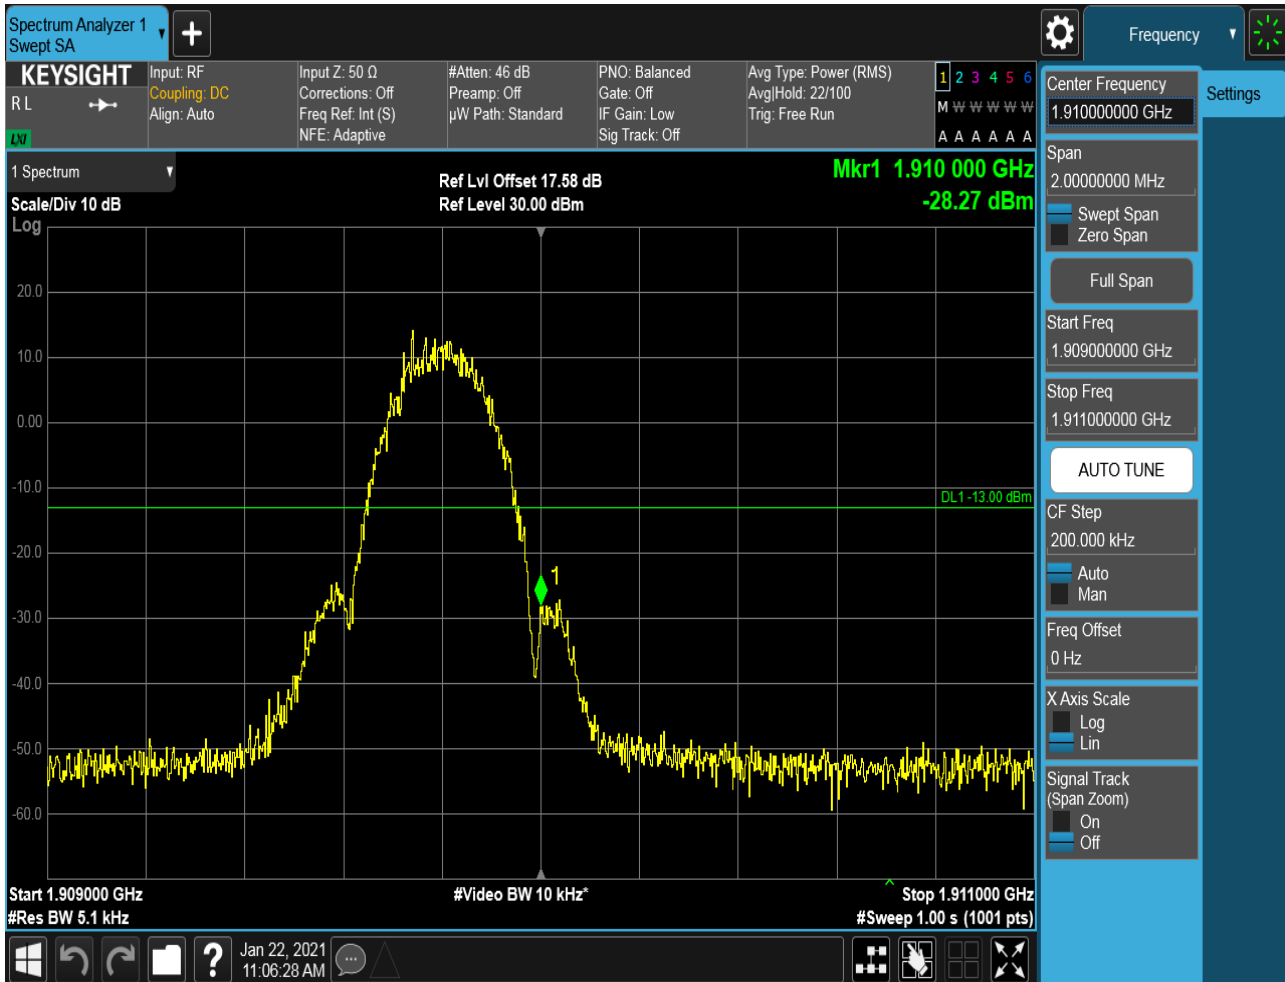 Spectrum Analyzer 1
Swept SA
+
Frequency
KEYSIGHT
R L
LXI
Input: RF
Coupling: DC
Align: Auto
Input Z: 50 Ω
Corrections: Off
Freq Ref: Int (S)
NFE: Adaptive
#Atten: 46 dB
Preamp: Off
µW Path: Standard
PNO: Balanced
Gate: Off
IF Gain: Low
Sig Track: Off
Avg Type: Power (RMS)
Avg|Hold: 22/100
Trig: Free Run
1 2 3 4 5 6
M W W W W W
A A A A A A
1 Spectrum
Scale/Div 10 dB
Log
Ref Lvl Offset 17.58 dB
Ref Level 30.00 dBm
Mkr1 1.910 000 GHz
-28.27 dBm
20.0
10.0
0.00
-10.0
-20.0
-30.0
-40.0
-50.0
-60.0
DL1 -13.00 dBm
1
Start 1.909000 GHz
#Res BW 5.1 kHz
#Video BW 10 kHz*
Stop 1.911000 GHz
#Sweep 1.00 s (1001 pts)
Center Frequency
1.910000000 GHz
Span
2.00000000 MHz
Swept Span
Zero Span
Full Span
Start Freq
1.909000000 GHz
Stop Freq
1.911000000 GHz
AUTO TUNE
CF Step
200.000 kHz
Auto
Man
Freq Offset
0 Hz
X Axis Scale
Log
Lin
Signal Track
(Span Zoom)
On
Off
Settings
?
Jan 22, 2021
11:06:28 AM